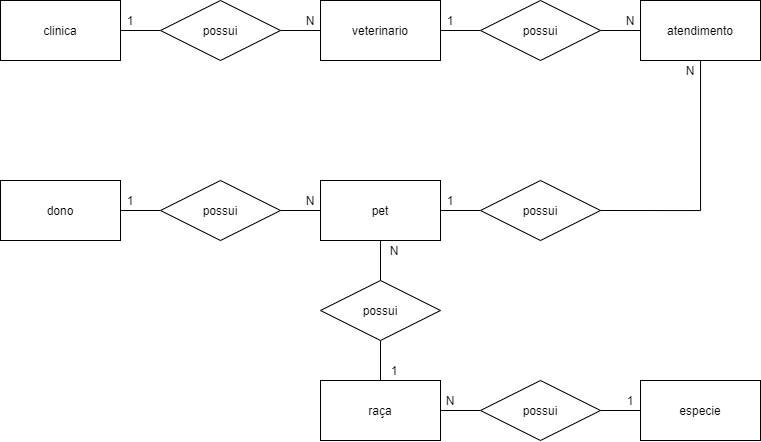 clinica
1
possui
N
veterinario
1
possui
N
atendimento
N
dono
1
possui
N
pet
1
possui
N
possui
1
raça
N
possui
1
especie